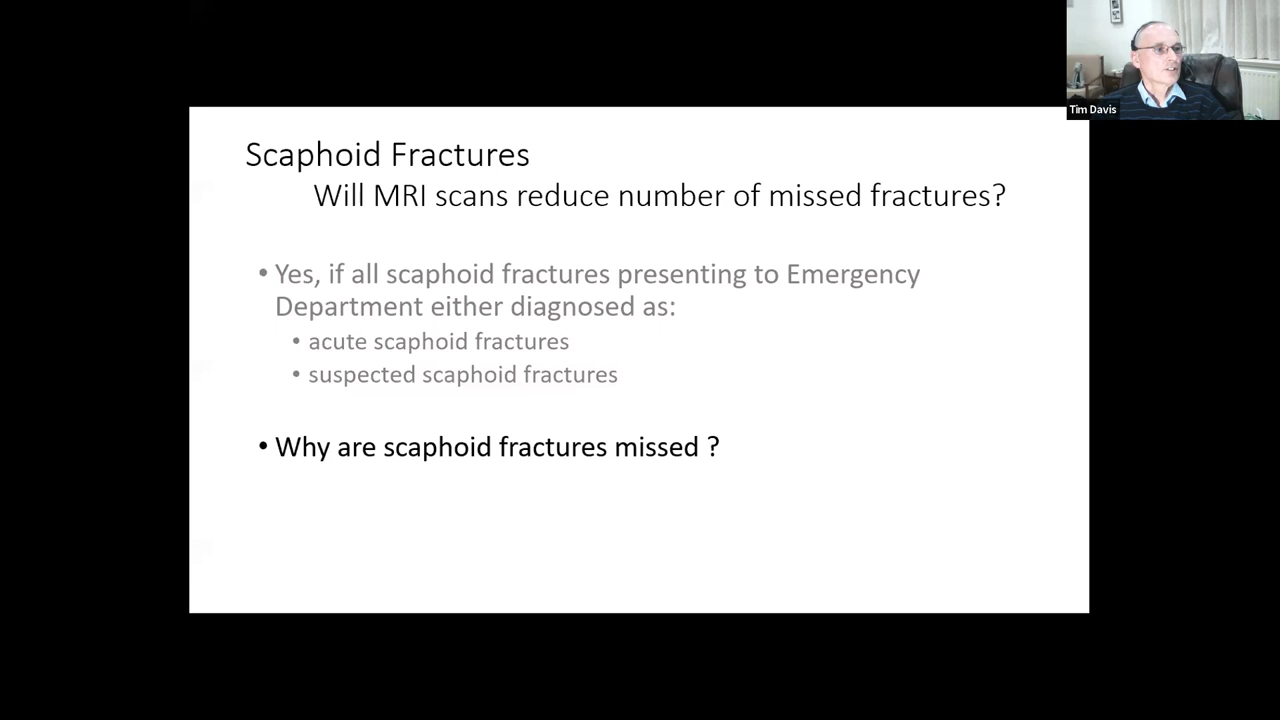 Tim Davis
Scaphoid Fractures
Will MRI scans reduce number of missed fractures?
• Yes, if all scaphoid fractures presenting to Emergency
Department either diagnosed as:
• acute scaphoid fractures
• suspected scaphoid fractures
• Why are scaphoid fractures missed ?